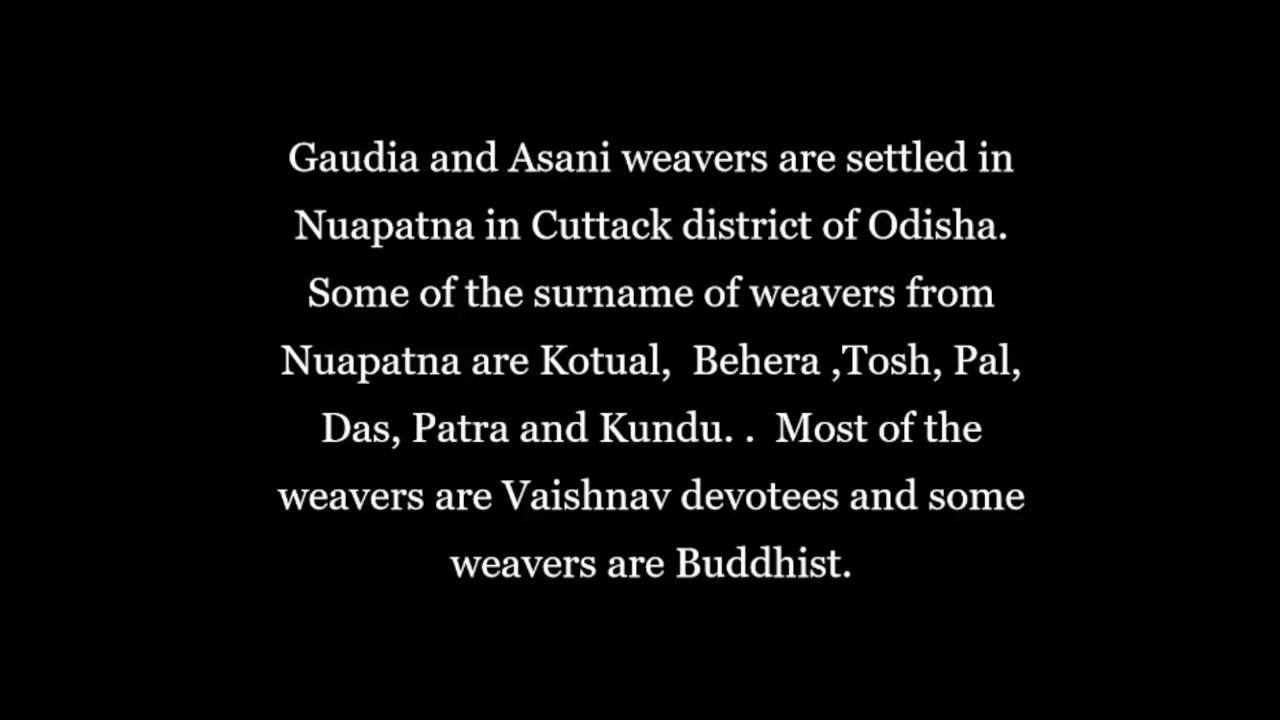 Gaudia and Asani weavers are settled in
Nuapatna in Cuttack district of Odisha.
Some of the surname of weavers from
Nuapatna are Kotual,  Behera ,Tosh, Pal,
Das, Patra and Kundu. .  Most of the
weavers are Vaishnav devotees and some
weavers are Buddhist.